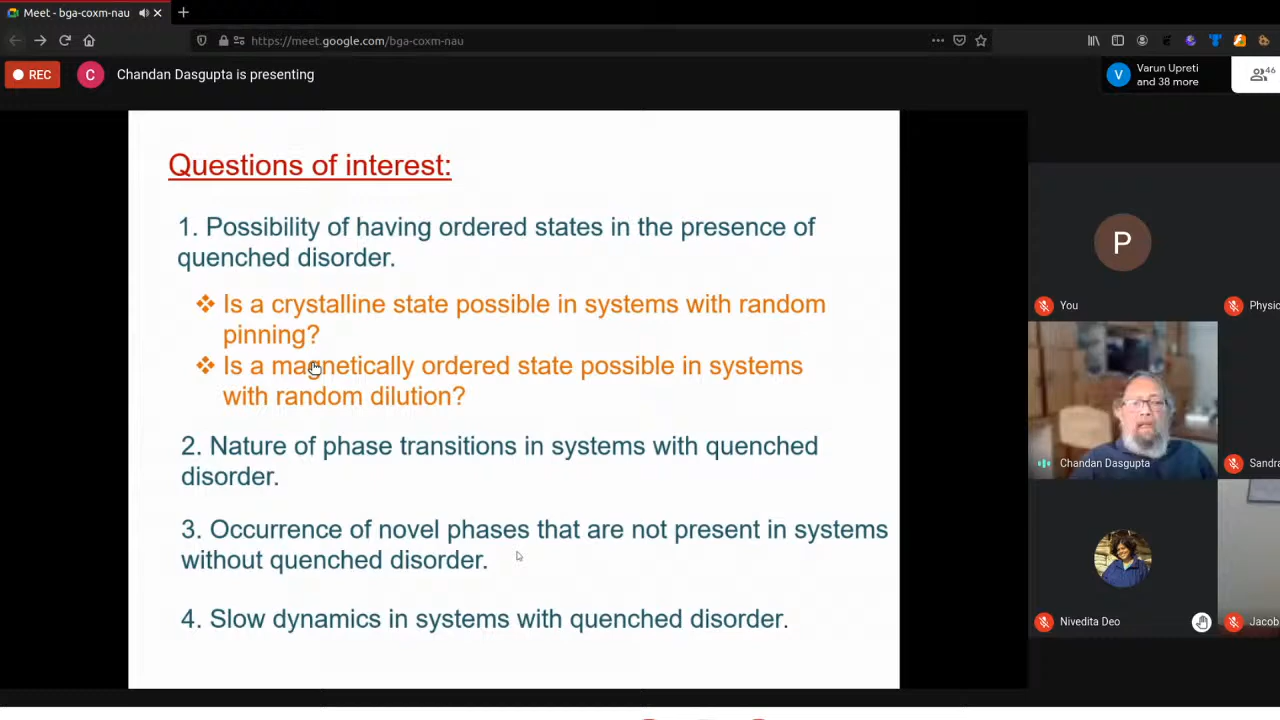 Meet - bga-coxm-nau
https://meet.google.com/bga-coxm-nau
REC
C
Chandan Dasgupta is presenting
V
Varun Upreti
and 38 more
46
Questions of interest:
1. Possibility of having ordered states in the presence of
quenched disorder.
❖ Is a crystalline state possible in systems with random
pinning?
❖ Is a magnetically ordered state possible in systems
with random dilution?
2. Nature of phase transitions in systems with quenched
disorder.
3. Occurrence of novel phases that are not present in systems
without quenched disorder.
4. Slow dynamics in systems with quenched disorder.
P
You
Physic
Chandan Dasgupta
Sandra
Nivedita Deo
Jacob